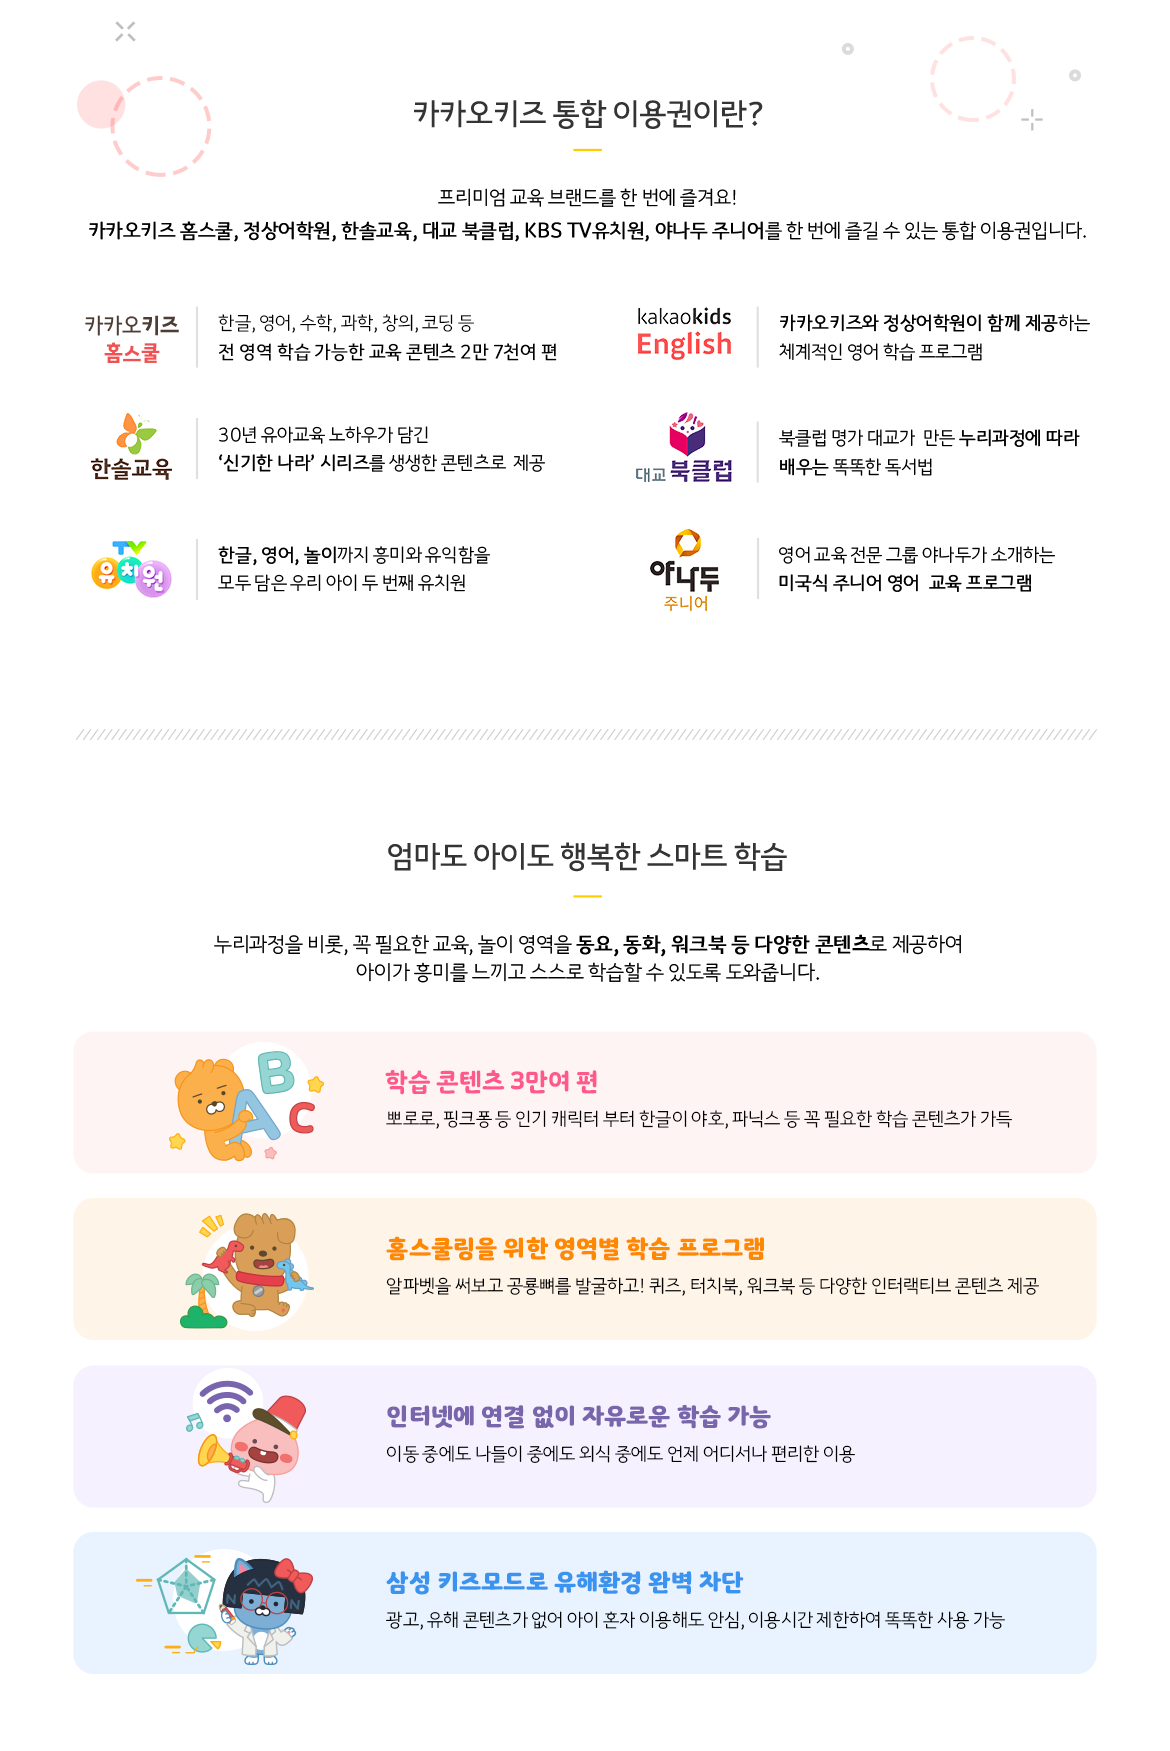 카카오키즈 통합 이용권이란?
프리미엄 교육 브랜드를 한 번에 즐겨요!
카카오키즈 홈스쿨, 정상어학원, 한솔교육, 대교 북클럽, KBS TV유치원, 야나두 주니어를 한 번에 즐길 수 있는 통합 이용권입니다.
카카오키즈
홈스쿨
한글, 영어, 수학, 과학, 창의, 코딩 등
전 영역 학습 가능한 교육 콘텐츠 2만 7천여 편
kakaokids
English
카카오키즈와 정상어학원이 함께 제공하는
체계적인 영어 학습 프로그램
한솔교육
30년 유아교육 노하우가 담긴
‘신기한 나라’ 시리즈를 생생한 콘텐츠로 제공
대교 북클럽
북클럽 명가 대교가 만든 누리과정에 따라
배우는 똑똑한 독서법
TV
유치원
한글, 영어, 놀이까지 흥미와 유익함을
모두 담은 우리 아이 두 번째 유치원
야나두
주니어
영어 교육 전문 그룹 야나두가 소개하는
미국식 주니어 영어 교육 프로그램
엄마도 아이도 행복한 스마트 학습
누리과정을 비롯, 꼭 필요한 교육, 놀이 영역을 동요, 동화, 워크북 등 다양한 콘텐츠로 제공하여
아이가 흥미를 느끼고 스스로 학습할 수 있도록 도와줍니다.
A B C
학습 콘텐츠 3만여 편
뽀로로, 핑크퐁 등 인기 캐릭터 부터 한글이 야호, 파닉스 등 꼭 필요한 학습 콘텐츠가 가득
홈스쿨링을 위한 영역별 학습 프로그램
알파벳을 써보고 공룡뼈를 발굴하고! 퀴즈, 터치북, 워크북 등 다양한 인터랙티브 콘텐츠 제공
인터넷에 연결 없이 자유로운 학습 가능
이동 중에도 나들이 중에도 외식 중에도 언제 어디서나 편리한 이용
삼성 키즈모드로 유해환경 완벽 차단
광고, 유해 콘텐츠가 없어 아이 혼자 이용해도 안심, 이용시간 제한하여 똑똑한 사용 가능